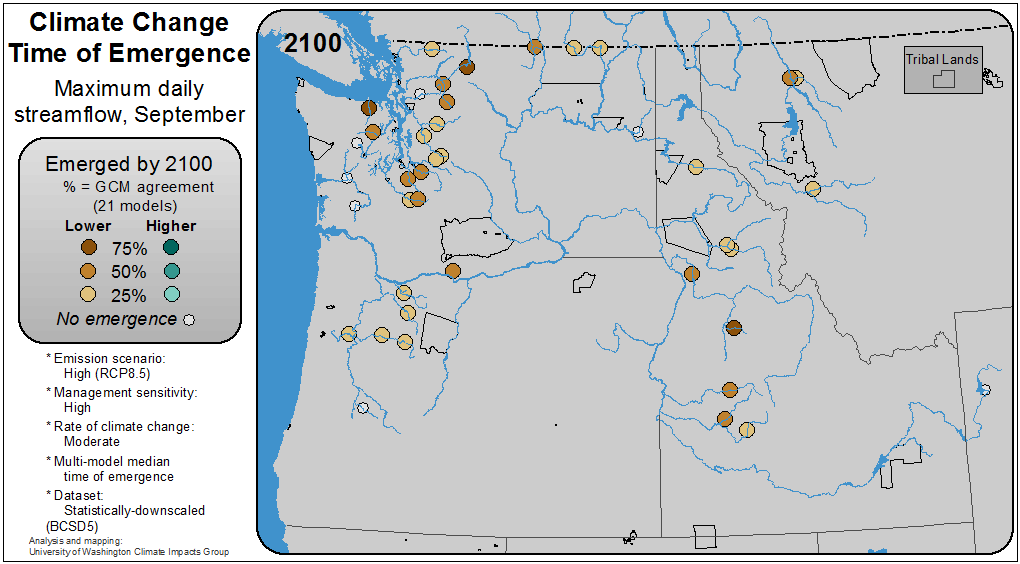 Climate Change
Time of Emergence
Maximum daily
streamflow, September
Emerged by 2100
% = GCM agreement
(21 models)
Lower Higher
75%
50%
25%
No emergence
* Emission scenario:
High (RCP8.5)
* Management sensitivity:
High
* Rate of climate change:
Moderate
* Multi-model median
time of emergence
* Dataset:
Statistically-downscaled
(BCSD5)
Analysis and mapping:
University of Washington Climate Impacts Group
2100
Tribal Lands